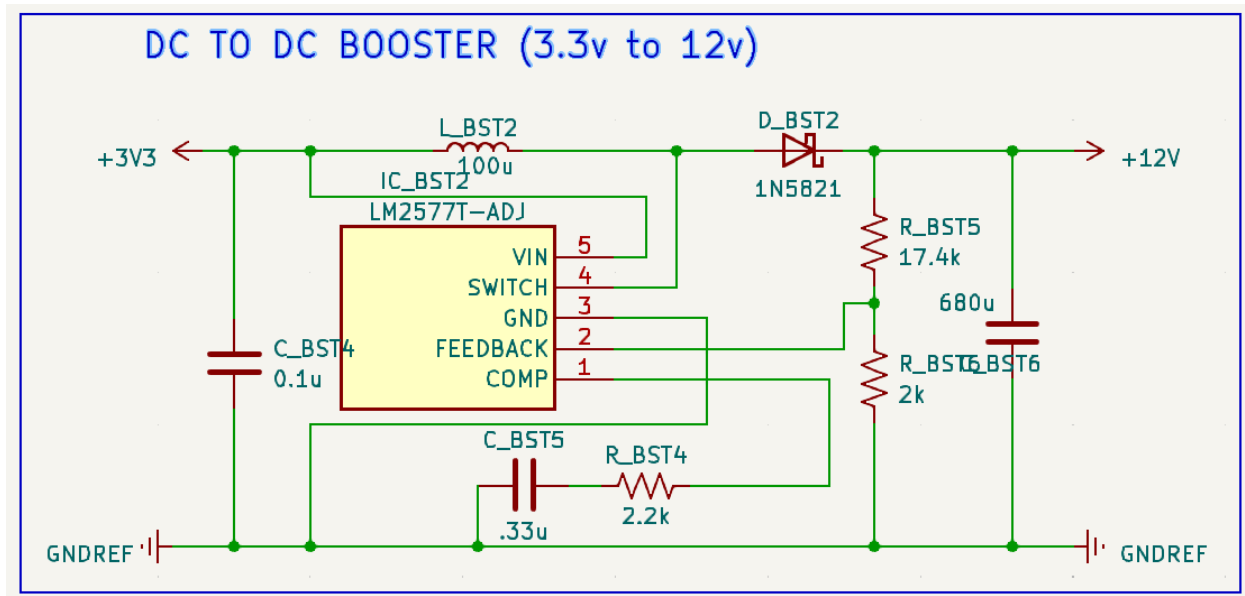 DC TO DC BOOSTER (3.3v to 12v)
L_BST2
100u
D_BST2
1N5821
+3V3
+12V
IC_BST2
LM2577T-ADJ
VIN 5
SWITCH 4
GND 3
FEEDBACK 2
COMP 1
R_BST5
17.4k
680u
C_BST4
0.1u
R_BST6
C_BST6
2k
C_BST5
.33u
R_BST4
2.2k
GNDREF
GNDREF